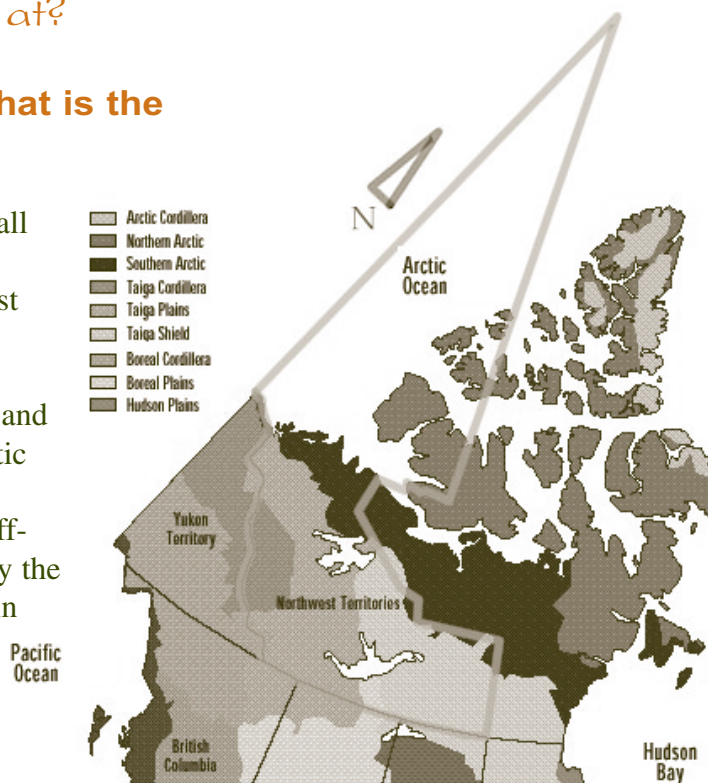 at?
hat is the
all
st
and
tic
ff-
y the
in
N
Arctic Cordillera
Northern Arctic
Southern Arctic
Taiga Cordillera
Taiga Plains
Taiga Shield
Boreal Cordillera
Boreal Plains
Hudson Plains
Arctic
Ocean
Yukon
Territory
Northwest Territories
Pacific
Ocean
British
Columbia
Hudson
Bay